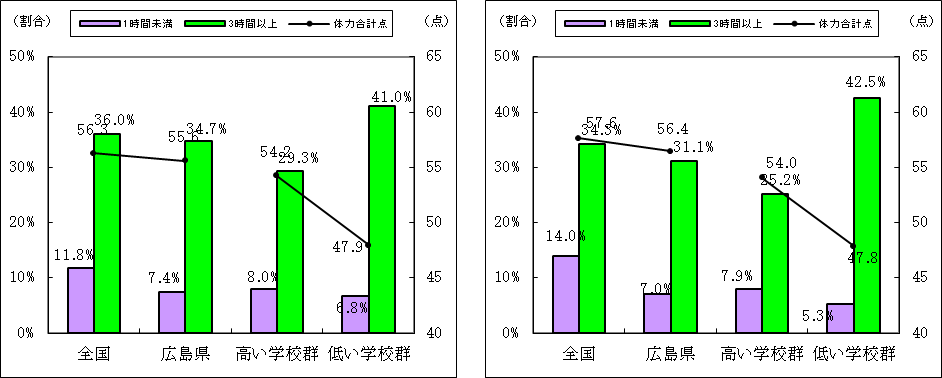 (割合) 1時間未満 3時間以上 体力合計点 (点)
50% 65
40% 60
30% 55
20% 50
10% 45
0% 40
36.0% 34.7% 29.3% 41.0%
56.3 55.6 54.2 47.9
11.8% 7.4% 8.0% 6.8%
全国 広島県 高い学校群 低い学校群
(割合) 1時間未満 3時間以上 体力合計点 (点)
50% 65
40% 60
30% 55
20% 50
10% 45
0% 40
57.6 56.4 54.0 47.8
34.3% 31.1% 25.2% 42.5%
14.0% 7.0% 7.9% 5.3%
全国 広島県 高い学校群 低い学校群